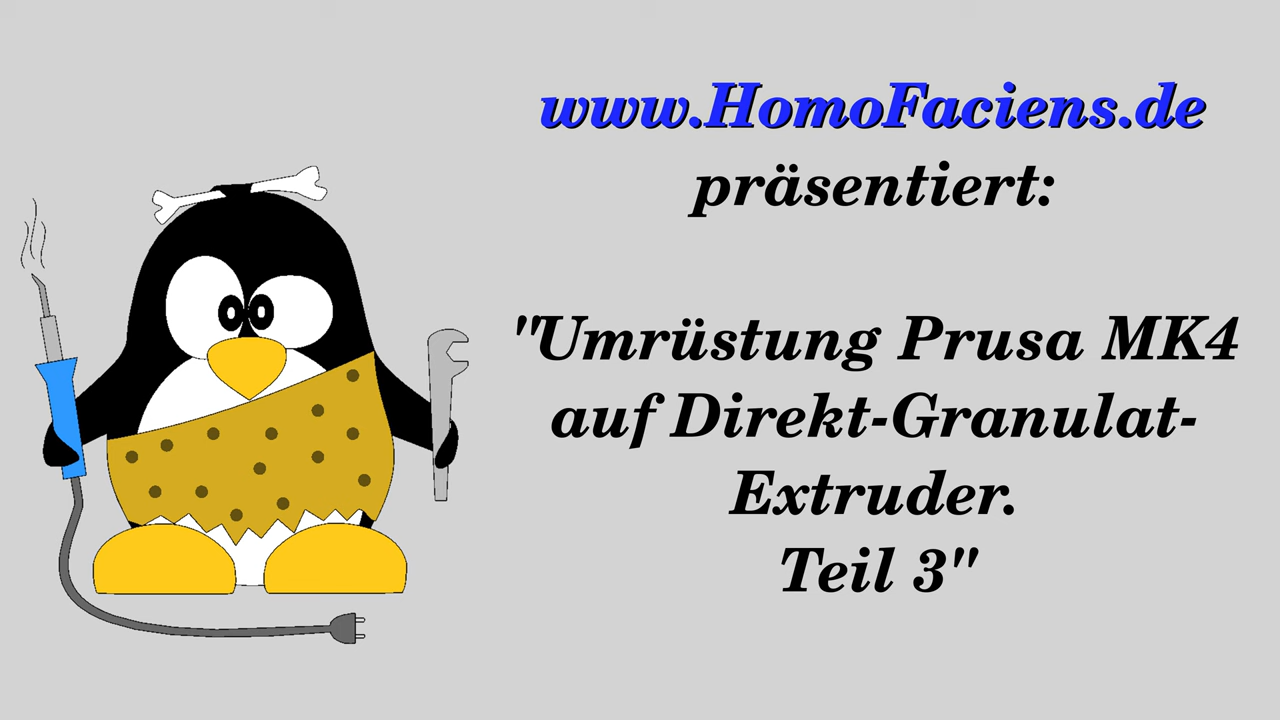 www.HomoFaciens.de
präsentiert:
"Umrüstung Prusa MK4
auf Direkt-Granulat-
Extruder.
Teil 3"